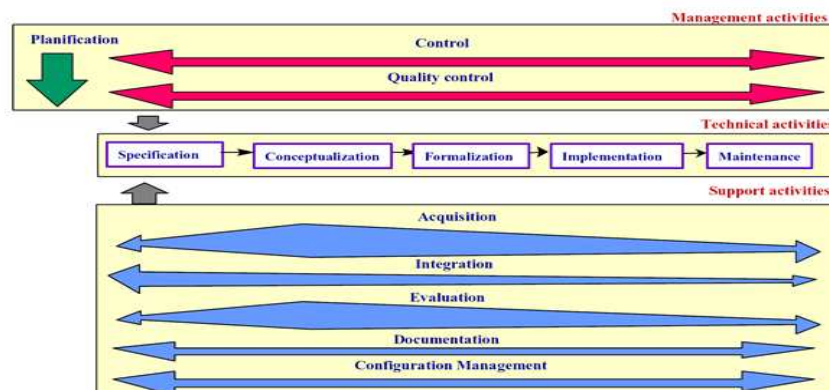 Management activities
Planification
Control
Quality control
Technical activities
Specification
Conceptualization
Formalization
Implementation
Maintenance
Support activities
Acquisition
Integration
Evaluation
Documentation
Configuration Management